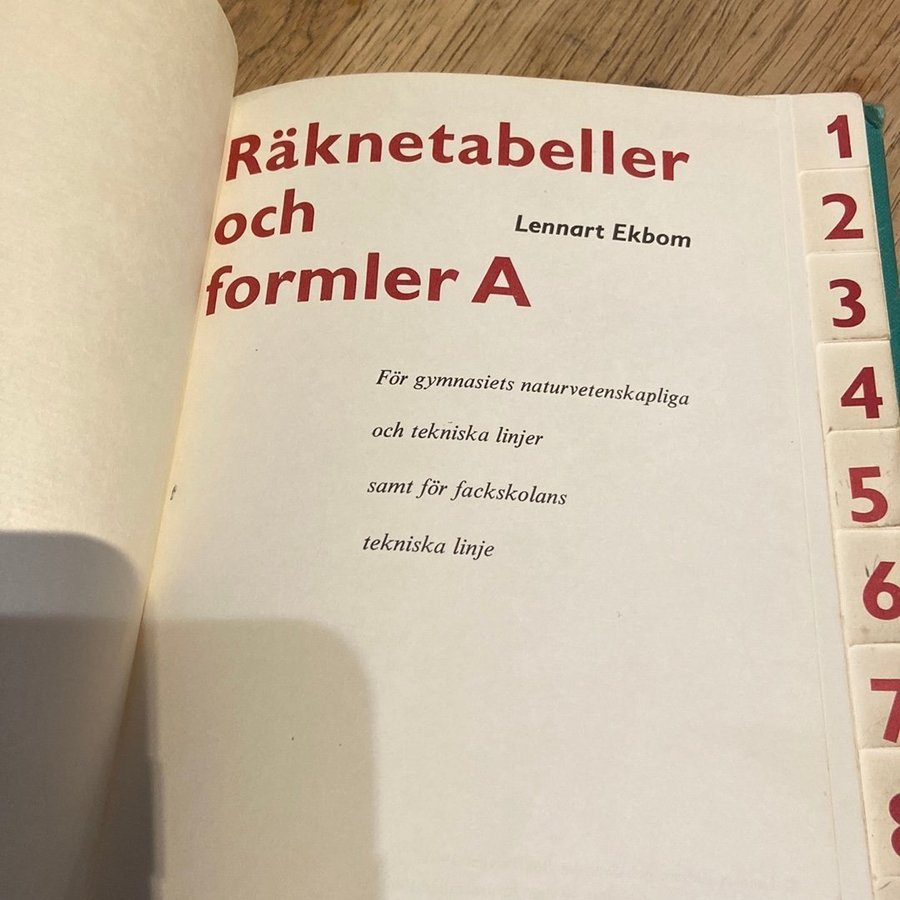 Räknetabeller
och
Lennart Ekbom
formler A
För gymnasiets naturvetenskapliga
och tekniska linjer
samt för fackskolans
tekniska linje
1
2
3
4
5
6
7
8